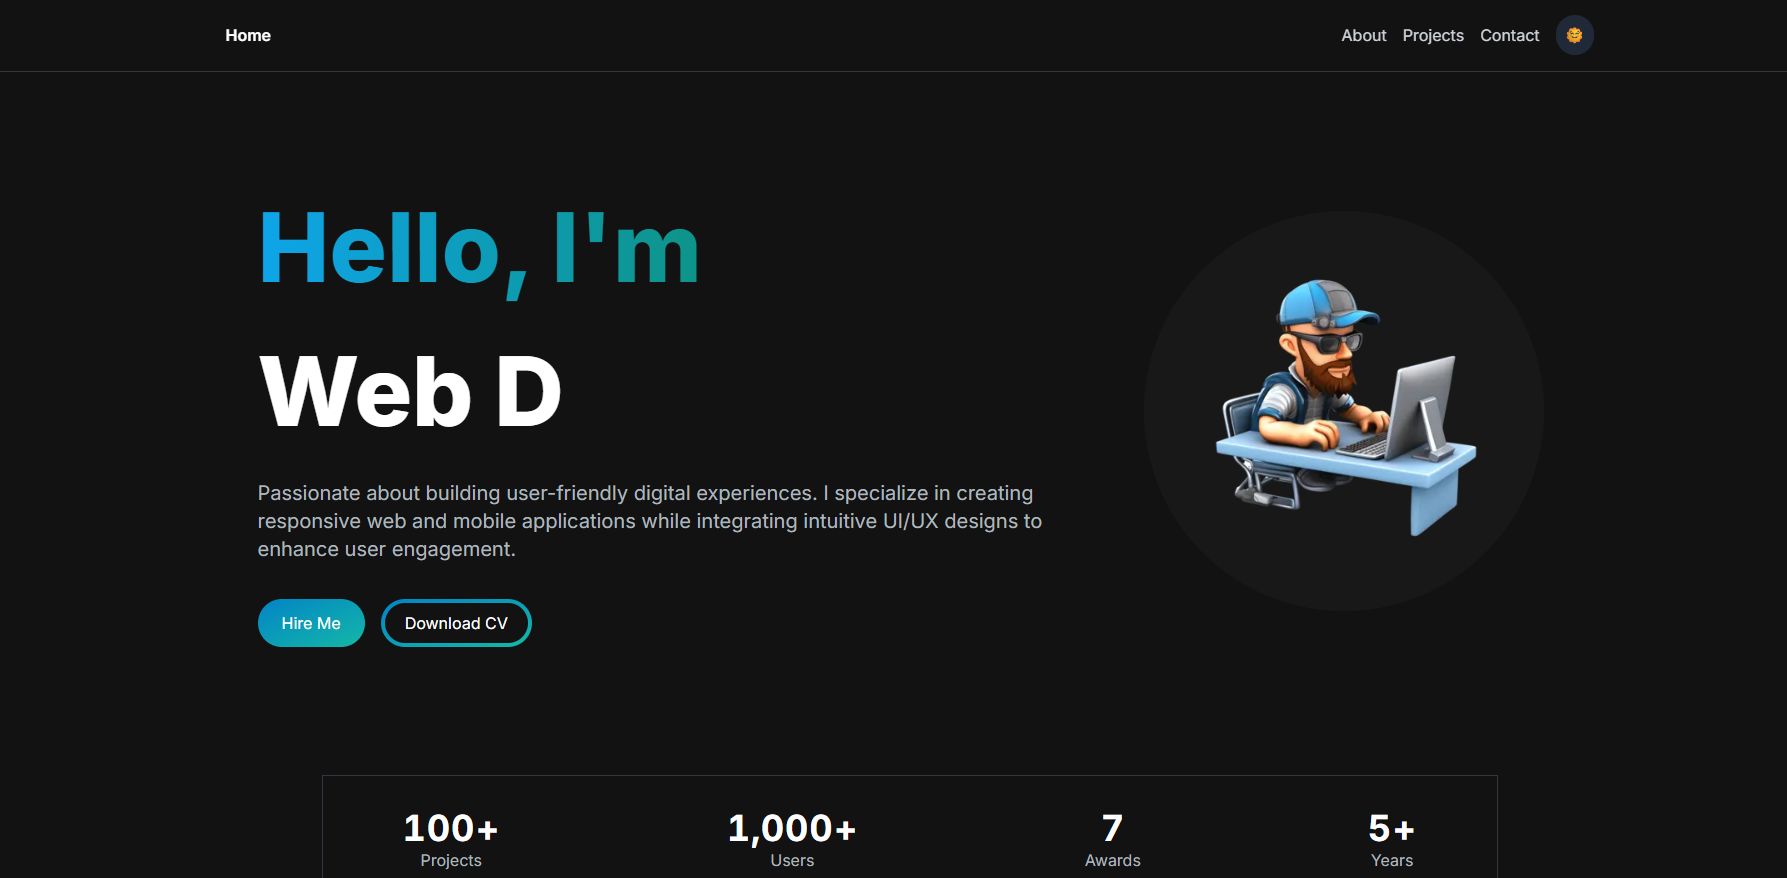 Home
About Projects Contact
Hello, I'm
Web D
Passionate about building user-friendly digital experiences. I specialize in creating
responsive web and mobile applications while integrating intuitive UI/UX designs to
enhance user engagement.
Hire Me
Download CV
100+
Projects
1,000+
Users
7
Awards
5+
Years